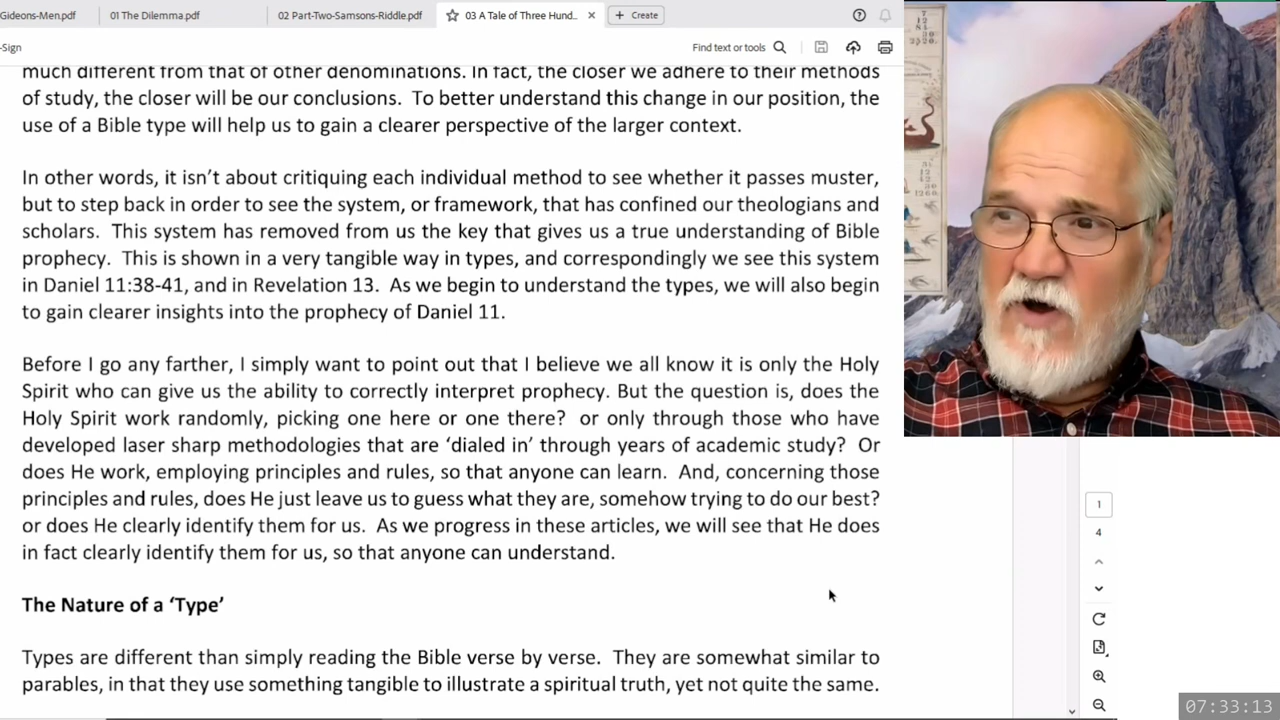 Gideons-Men.pdf
01 The Dilemma.pdf
02 Part-Two-Samsons-Riddle.pdf
03 A Tale of Three Hund...
Create
-Sign
Find text or tools
much different from that of other denominations. In fact, the closer we adhere to their methods
of study, the closer will be our conclusions. To better understand this change in our position, the
use of a Bible type will help us to gain a clearer perspective of the larger context.
In other words, it isn't about critiquing each individual method to see whether it passes muster,
but to step back in order to see the system, or framework, that has confined our theologians and
scholars. This system has removed from us the key that gives us a true understanding of Bible
prophecy. This is shown in a very tangible way in types, and correspondingly we see this system
in Daniel 11:38-41, and in Revelation 13. As we begin to understand the types, we will also begin
to gain clearer insights into the prophecy of Daniel 11.
Before I go any farther, I simply want to point out that I believe we all know it is only the Holy
Spirit who can give us the ability to correctly interpret prophecy. But the question is, does the
Holy Spirit work randomly, picking one here or one there? or only through those who have
developed laser sharp methodologies that are 'dialed in' through years of academic study? Or
does He work, employing principles and rules, so that anyone can learn. And, concerning those
principles and rules, does He just leave us to guess what they are, somehow trying to do our best?
or does He clearly identify them for us. As we progress in these articles, we will see that He does
in fact clearly identify them for us, so that anyone can understand.
The Nature of a 'Type'
Types are different than simply reading the Bible verse by verse. They are somewhat similar to
parables, in that they use something tangible to illustrate a spiritual truth, yet not quite the same.
1
4
07:33:13